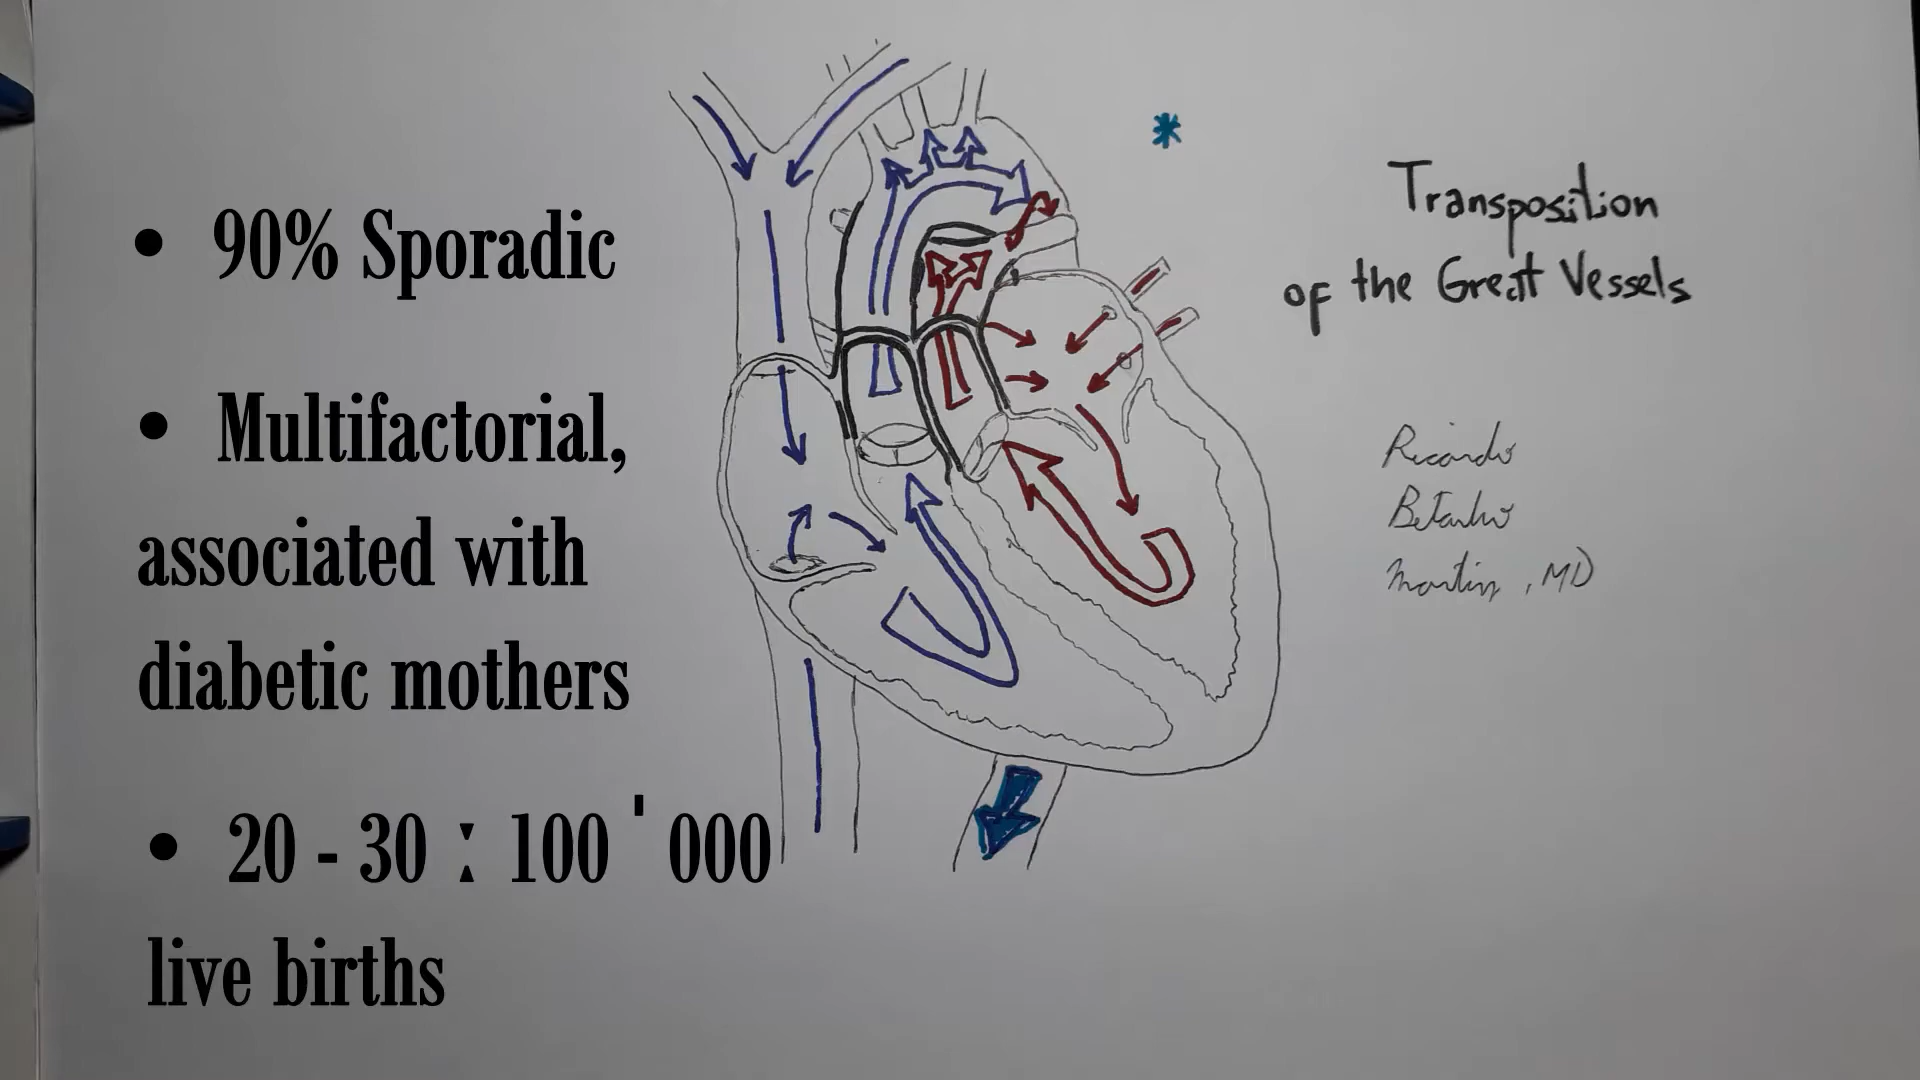 • 90% Sporadic
• Multifactorial,
associated with
diabetic mothers
• 20 - 30 : 100 ' 000
live births
*
Transposition
of the Great Vessels
Ricardo
, MD